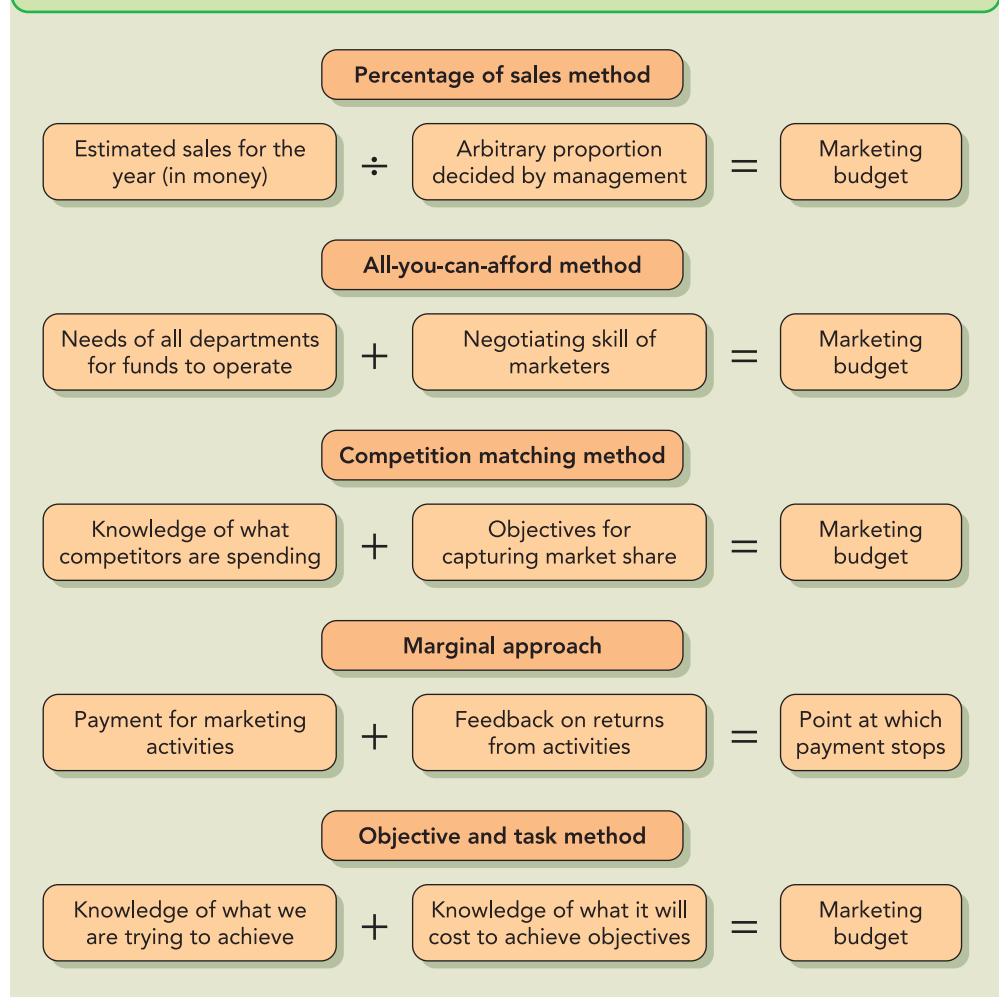 Percentage of sales method
Estimated sales for the
year (in money)
÷
Arbitrary proportion
decided by management
=
Marketing
budget
All-you-can-afford method
Needs of all departments
for funds to operate
+
Negotiating skill of
marketers
=
Marketing
budget
Competition matching method
Knowledge of what
competitors are spending
+
Objectives for
capturing market share
=
Marketing
budget
Marginal approach
Payment for marketing
activities
+
Feedback on returns
from activities
=
Point at which
payment stops
Objective and task method
Knowledge of what we
are trying to achieve
+
Knowledge of what it will
cost to achieve objectives
=
Marketing
budget